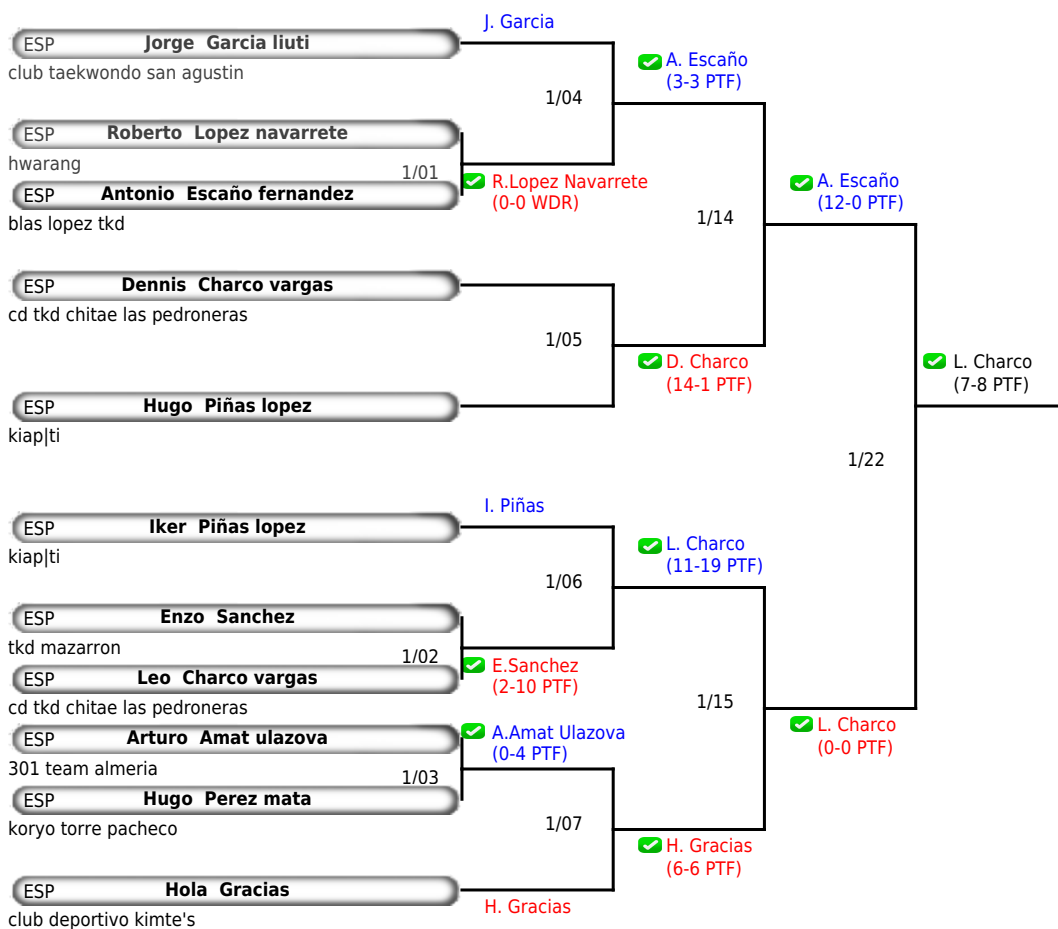 J. Garcia
ESP Jorge Garcia liuti
club taekwondo san agustin
A. Escaño
(3-3 PTF)
1/04
ESP Roberto Lopez navarrete
hwarang
1/01
ESP Antonio Escaño fernandez
blas lopez tkd
R.Lopez Navarrete
(0-0 WDR)
A. Escaño
(12-0 PTF)
1/14
ESP Dennis Charco vargas
cd tkd chitae las pedroneras
1/05
D. Charco
(14-1 PTF)
L. Charco
(7-8 PTF)
ESP Hugo Piñas lopez
kiap|ti
1/22
I. Piñas
ESP Iker Piñas lopez
kiap|ti
L. Charco
(11-19 PTF)
1/06
ESP Enzo Sanchez
tkd mazarron
1/02
ESP Leo Charco vargas
cd tkd chitae las pedroneras
E.Sanchez
(2-10 PTF)
1/15
ESP Arturo Amat ulazova
301 team almeria
A.Amat Ulazova
(0-4 PTF)
L. Charco
(0-0 PTF)
1/03
ESP Hugo Perez mata
koryo torre pacheco
1/07
H. Gracias
(6-6 PTF)
ESP Hola Gracias
club deportivo kimte's
H. Gracias